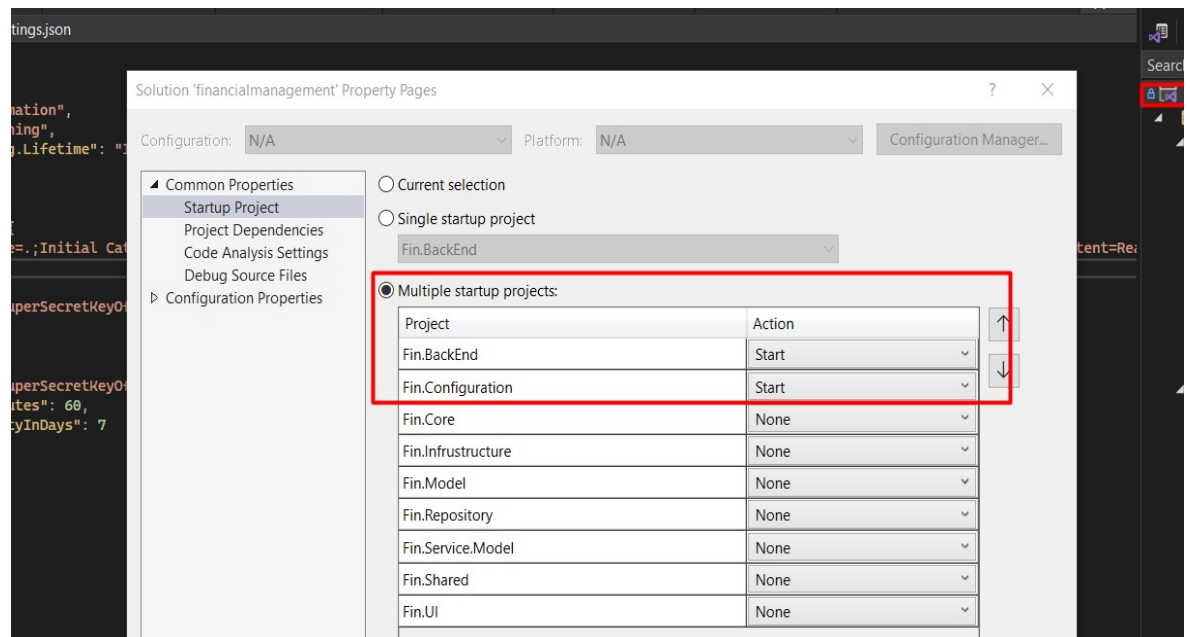 tings.json
Searc
Solution 'financialmanagement' Property Pages
? ×
Configuration: N/A Platform: N/A Configuration Manager...
Common Properties
Startup Project
Project Dependencies
Code Analysis Settings
Debug Source Files
Configuration Properties
Current selection
Single startup project
Fin.BackEnd
Multiple startup projects:
Project Action
Fin.BackEnd Start
Fin.Configuration Start
Fin.Core None
Fin.Infrustructure None
Fin.Model None
Fin.Repository None
Fin.Service.Model None
Fin.Shared None
Fin.UI None
mation",
ning",
g.Lifetime": "I
e=.;Initial Cat
tent=Rea
uperSecretKeyOf
uperSecretKeyOf
utes": 60,
tyInDays": 7